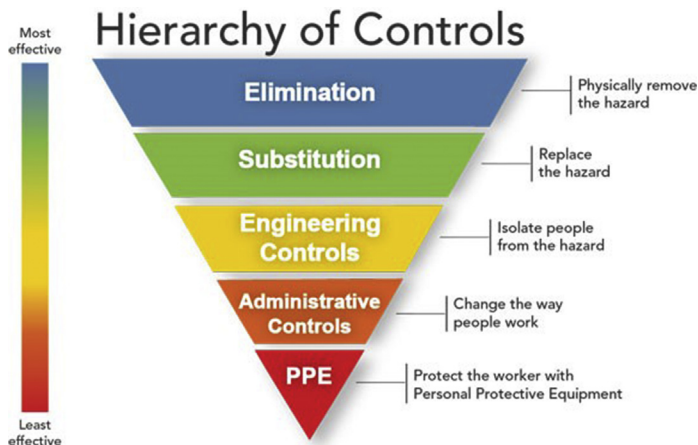 Hierarchy of Controls
Most
effective
Elimination
Physically remove
the hazard
Substitution
Replace
the hazard
Engineering
Controls
Isolate people
from the hazard
Administrative
Controls
Change the way
people work
PPE
Protect the worker with
Personal Protective Equipment
Least
effective